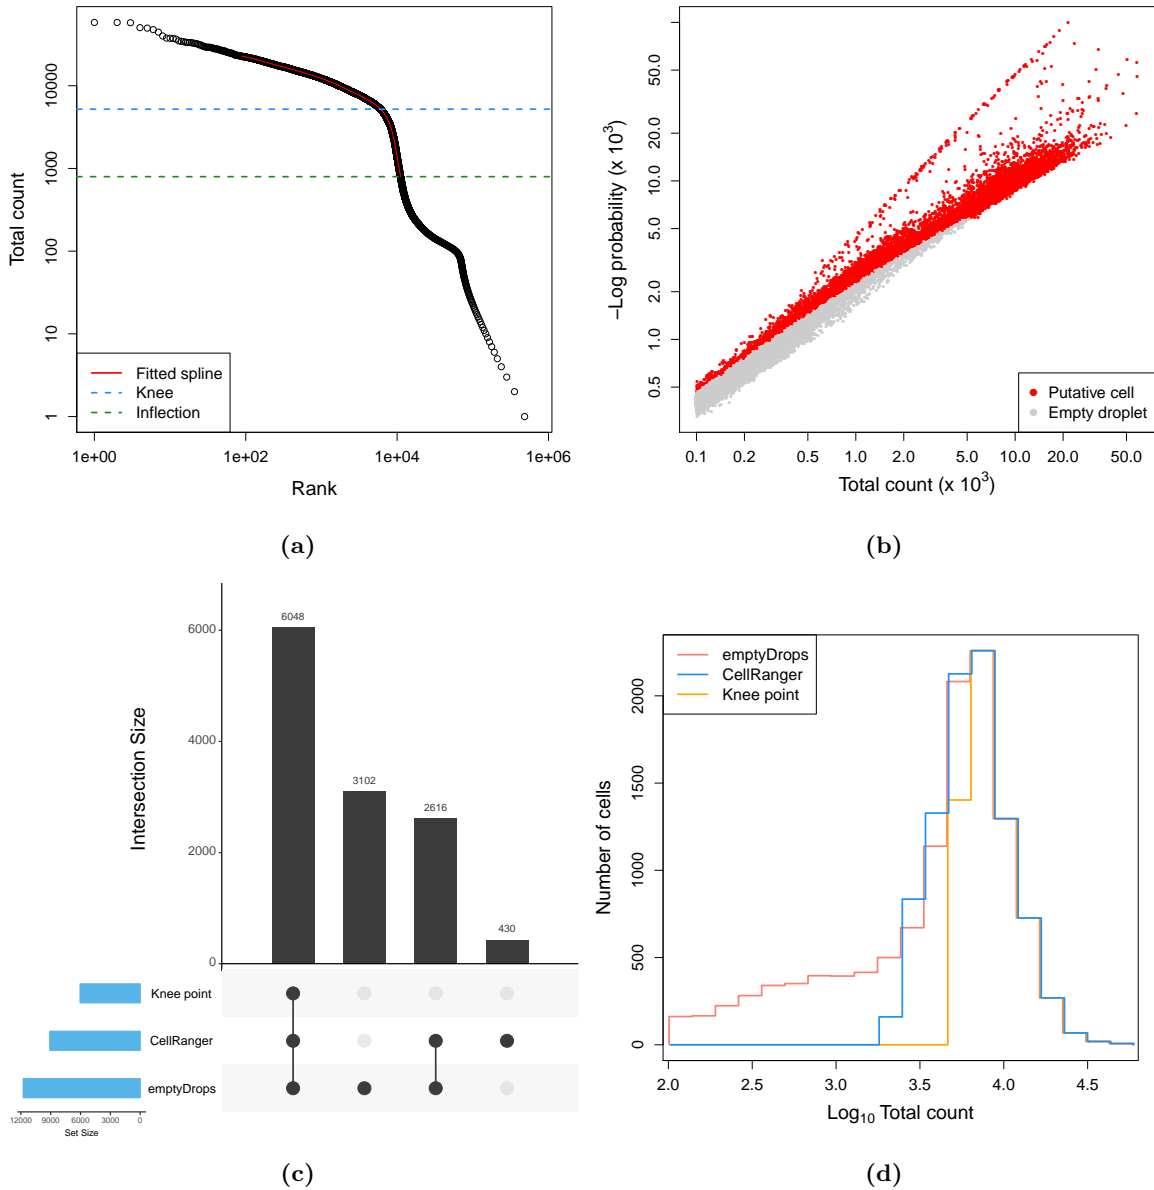 Total count
10000
1000
100
10
1
Fitted spline
Knee
Inflection
1e+00 1e+02 1e+04 1e+06
Rank
(a)
−Log probability (x 10³)
50.0
20.0
10.0
5.0
2.0
1.0
0.5
Putative cell
Empty droplet
0.1 0.2 0.5 1.0 2.0 5.0 10.0 20.0 50.0
Total count (x 10³)
(b)
Intersection Size
6000
4000
2000
0
6048
3102
2616
430
Knee point
CellRanger
emptyDrops
12000 9000 6000 3000 0
Set Size
(c)
Number of cells
2000
1500
1000
500
0
emptyDrops
CellRanger
Knee point
2.0 2.5 3.0 3.5 4.0 4.5
Log₁₀ Total count
(d)